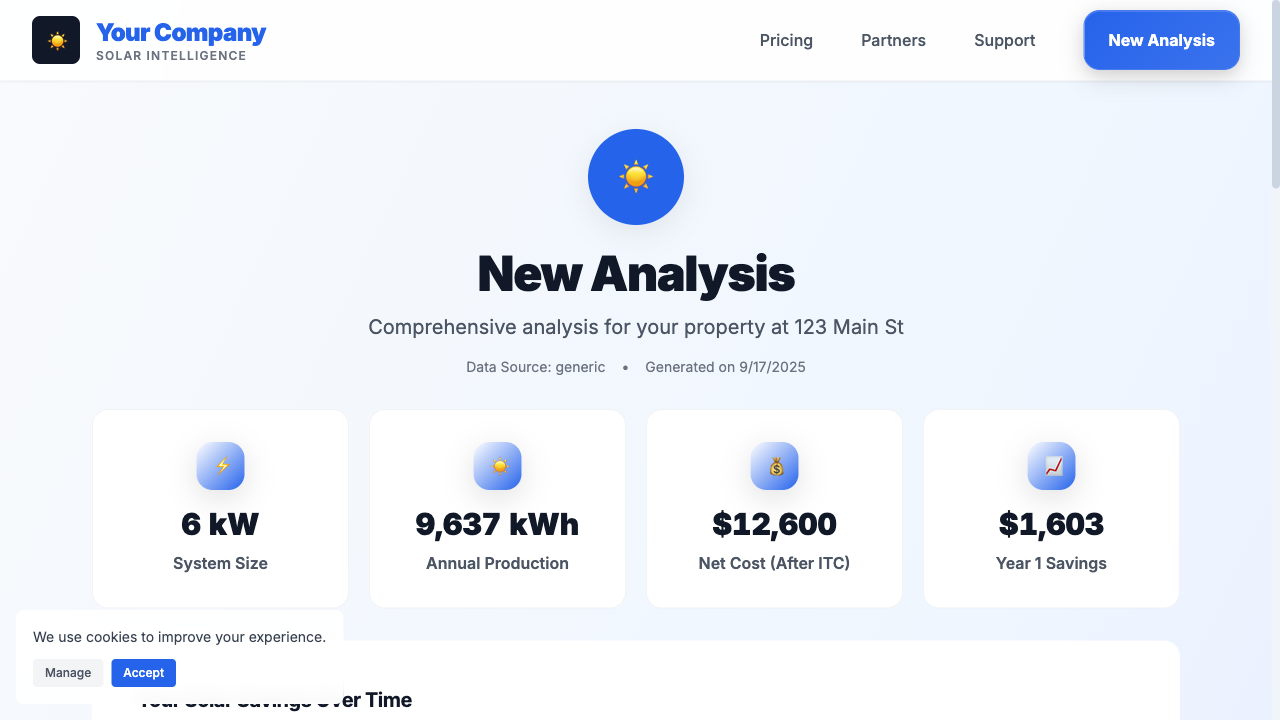 Your Company
SOLAR INTELLIGENCE
Pricing
Partners
Support
New Analysis
New Analysis
Comprehensive analysis for your property at 123 Main St
Data Source: generic • Generated on 9/17/2025
6 kW
System Size
9,637 kWh
Annual Production
$12,600
Net Cost (After ITC)
$1,603
Year 1 Savings
We use cookies to improve your experience.
Manage
Accept
Your Solar Savings Over Time